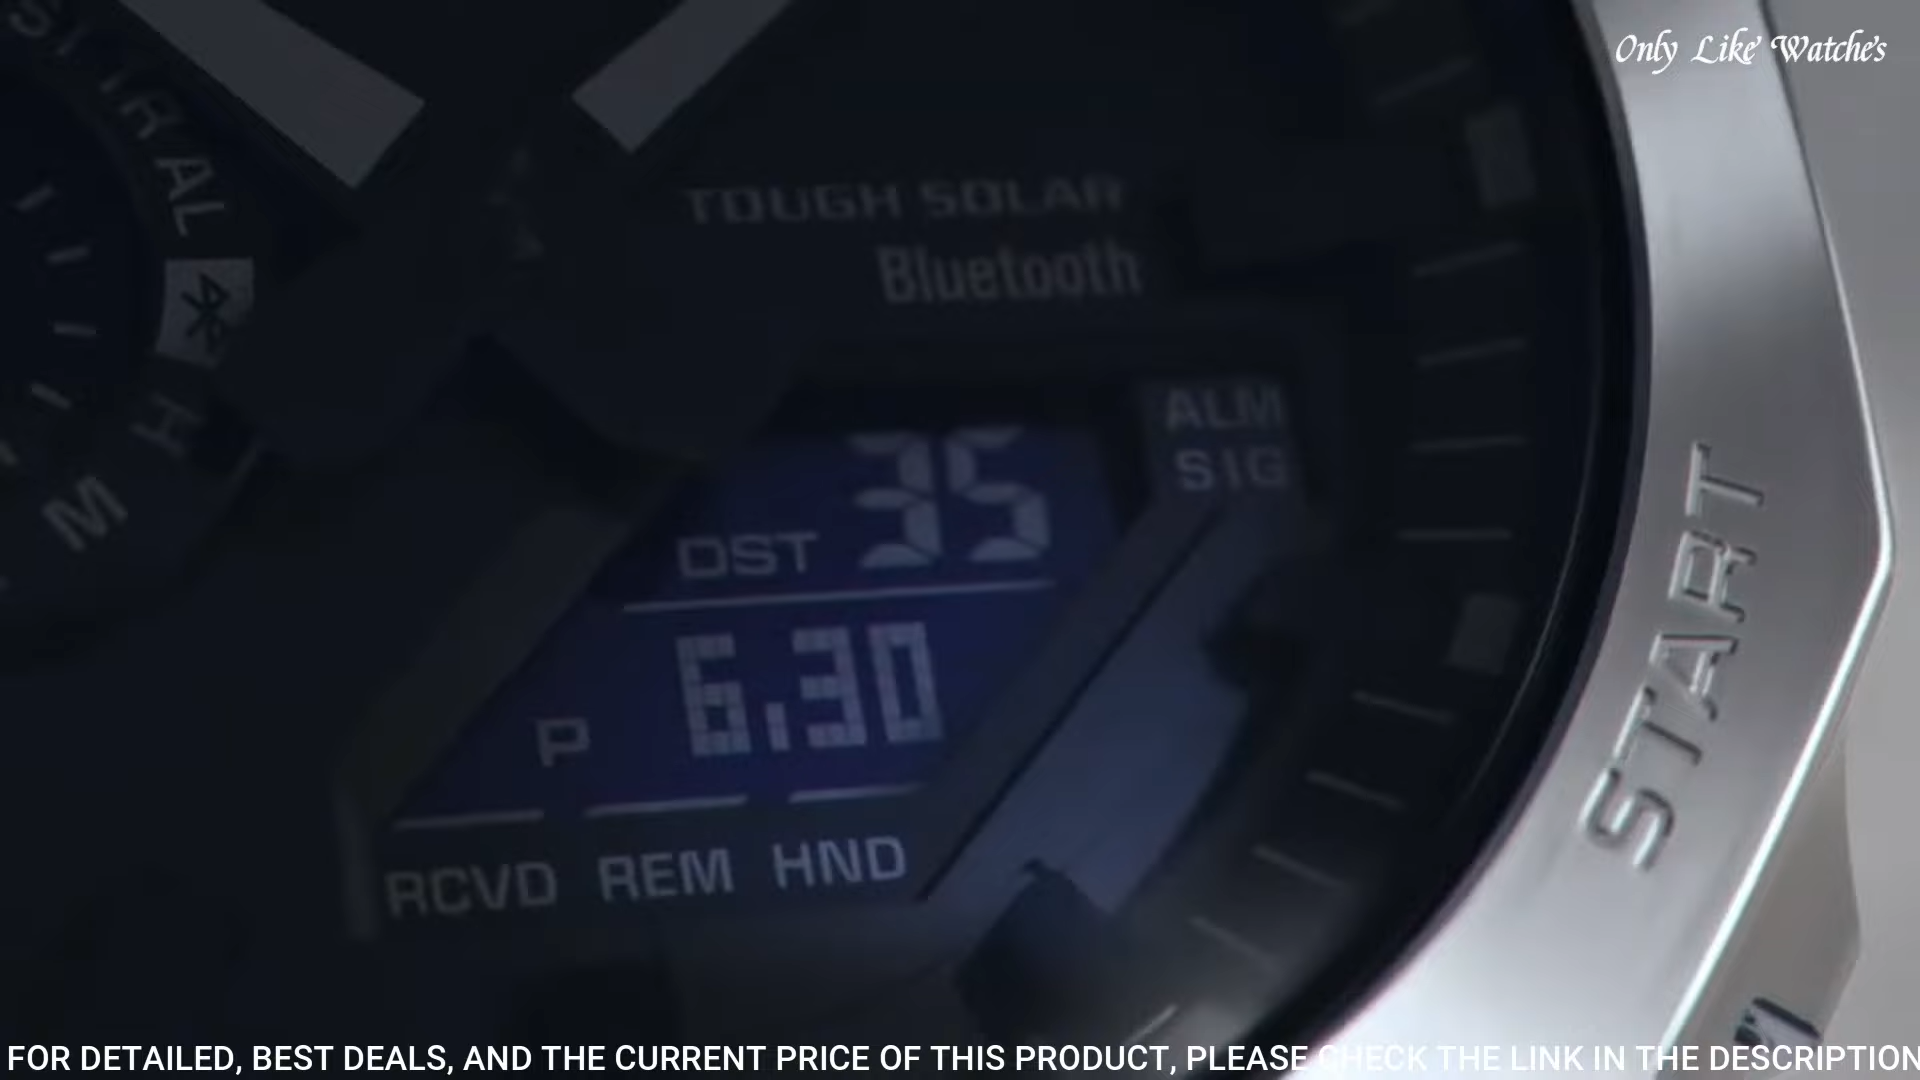 Only Like Watche's
TRAL
TOUGH SOLAR
Bluetooth
H
M
ALM
SIG
35
DST
6.30
P
RCVD REM HND
START
FOR DETAILED, BEST DEALS, AND THE CURRENT PRICE OF THIS PRODUCT, PLEASE CHECK THE LINK IN THE DESCRIPTION